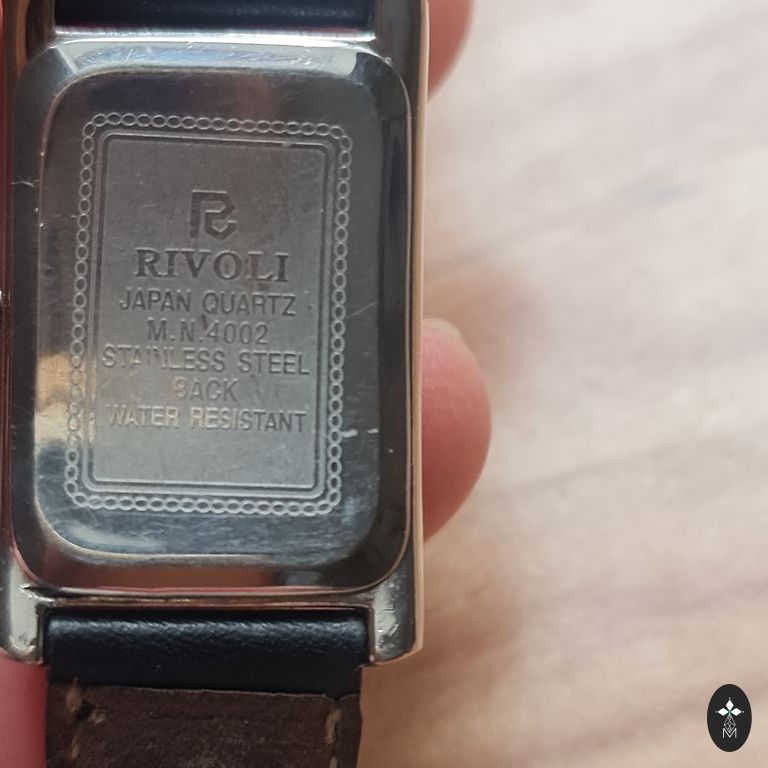 RIVOLI
JAPAN QUARTZ
M.N.4002
STAINLESS STEEL
BACK
WATER RESISTANT
M